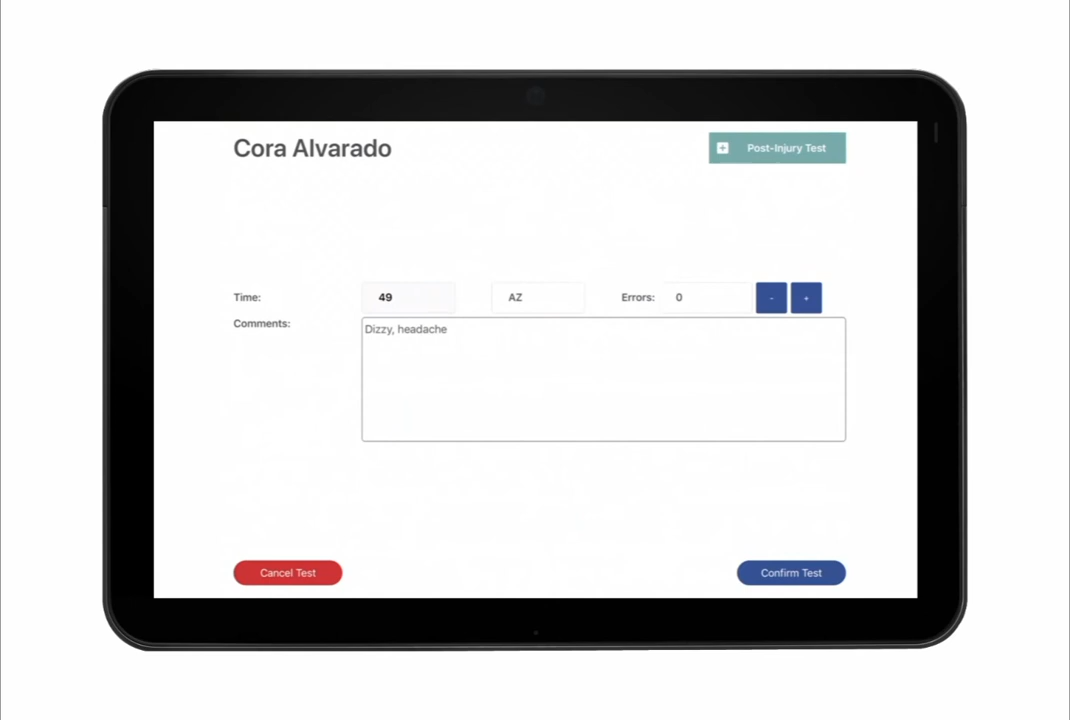 Cora Alvarado
Post-Injury Test
Time: 49 AZ Errors: 0 - +
Comments:
Dizzy, headache
Cancel Test Confirm Test